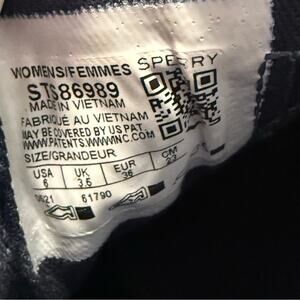 WOMENS/FEMMES SPERRY
STS86989
MADE IN VIETNAM
FABRIQUÉ AU VIETNAM
MAY BE COVERED BY US PAT.
WWW.PATENTS.WWWINC.COM
SIZE/GRANDEUR
USA UK EUR CM
6 3.5 36 23
0621 61790